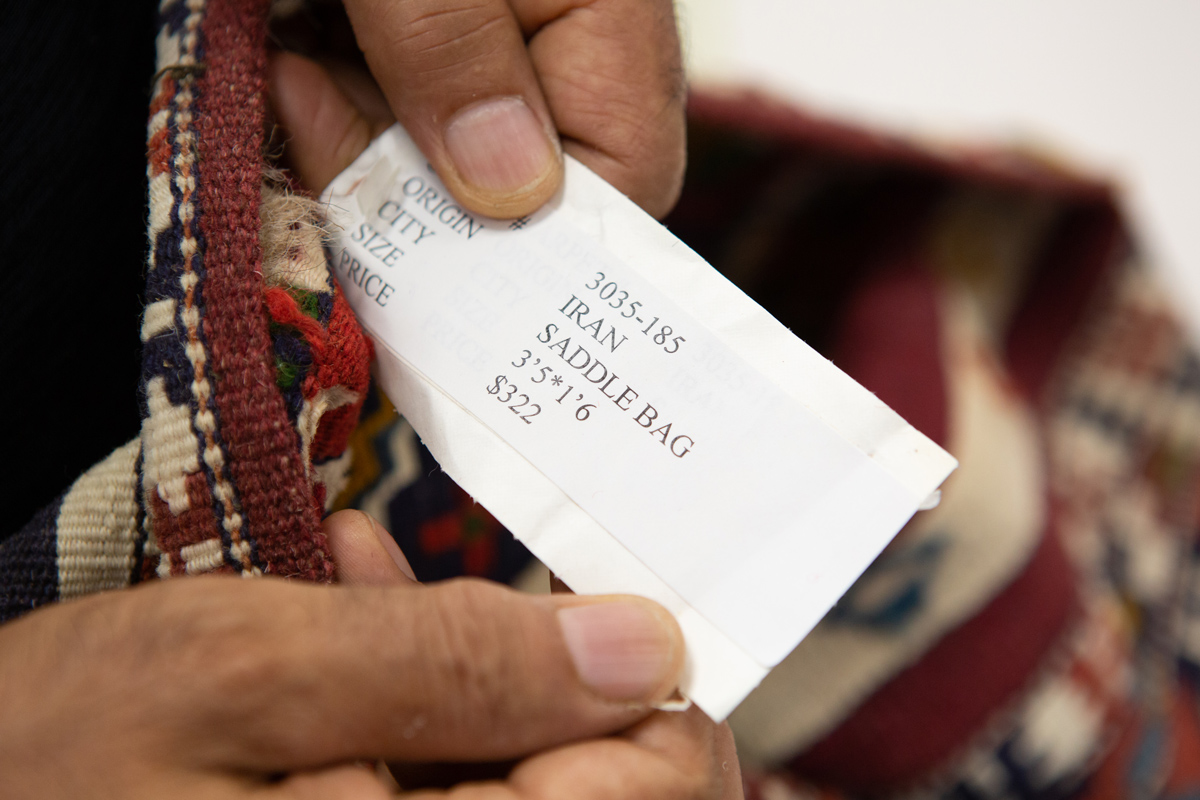 #   3035-185
ORIGIN   IRAN
CITY   SADDLE BAG
SIZE   3’5*1’6
PRICE   $322